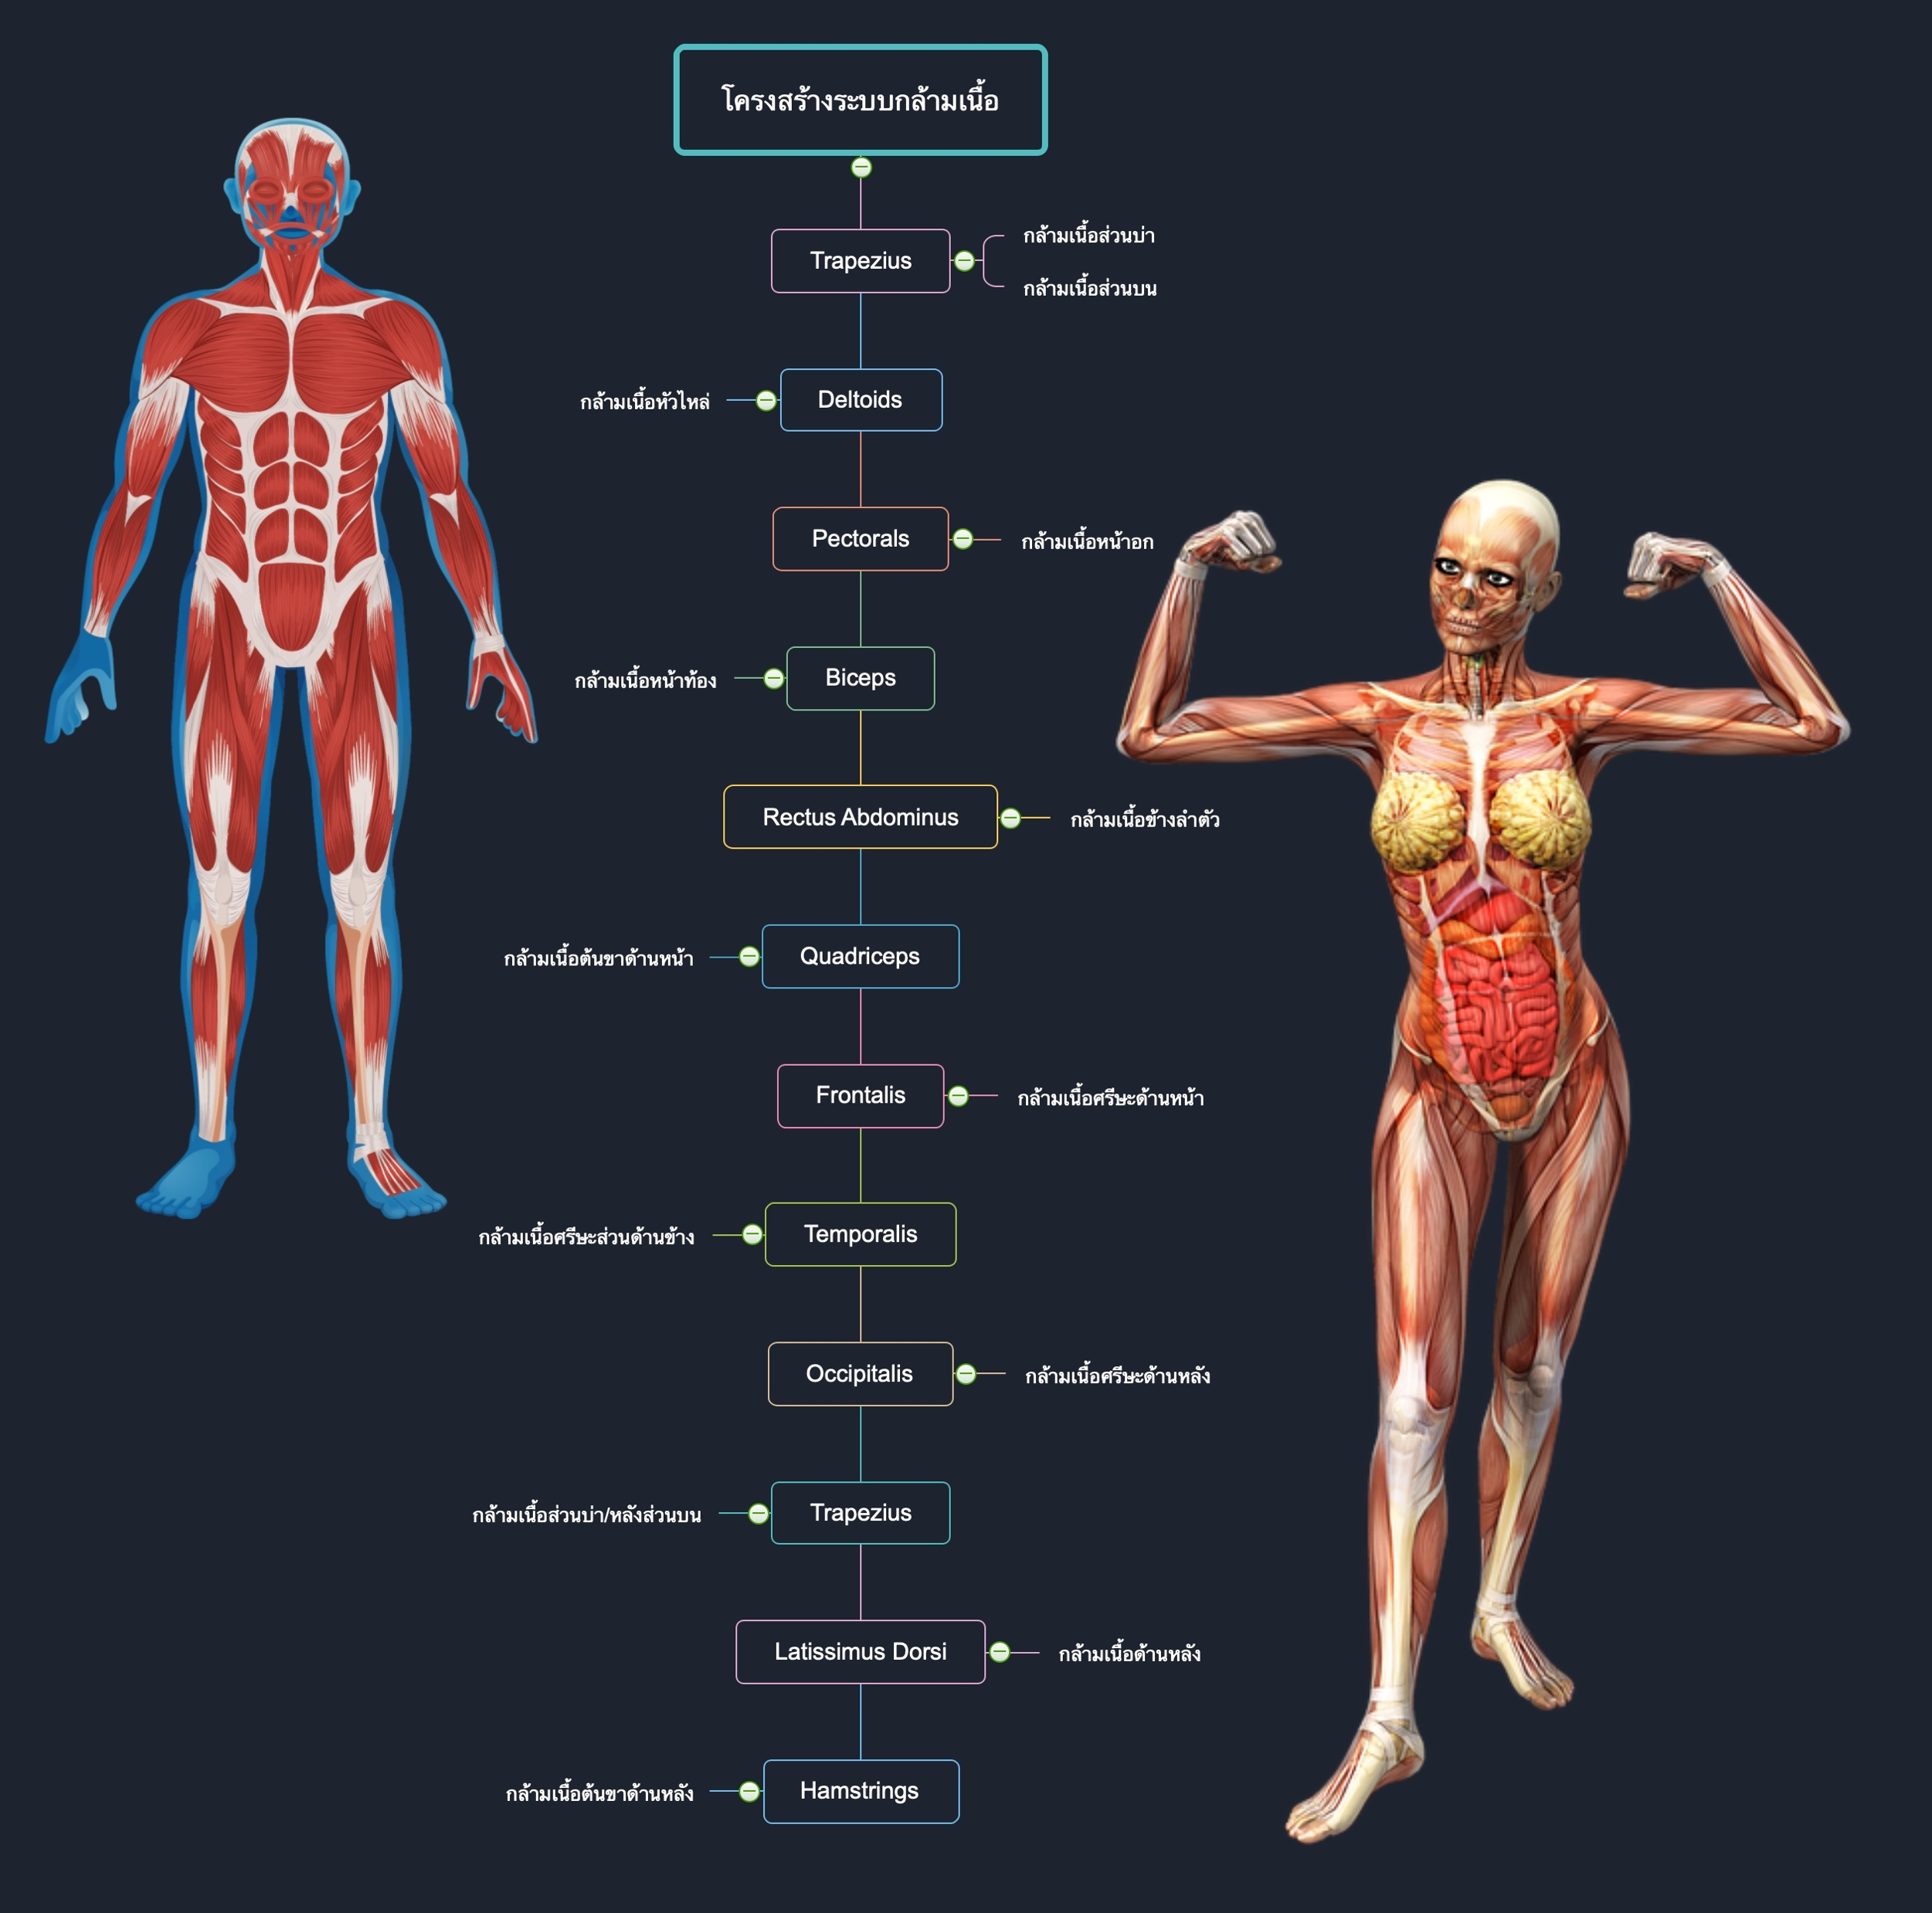 โครงสร้างระบบกล้ามเนื้อ
Trapezius
กล้ามเนื้อส่วนบ่า
กล้ามเนื้อส่วนบน
กล้ามเนื้อหัวไหล่
Deltoids
Pectorals
กล้ามเนื้อหน้าอก
กล้ามเนื้อหน้าท้อง
Biceps
Rectus Abdominus
กล้ามเนื้อข้างลำตัว
กล้ามเนื้อต้นขาด้านหน้า
Quadriceps
Frontalis
กล้ามเนื้อศรีษะด้านหน้า
กล้ามเนื้อศรีษะส่วนด้านข้าง
Temporalis
Occipitalis
กล้ามเนื้อศรีษะด้านหลัง
กล้ามเนื้อส่วนบ่า/หลังส่วนบน
Trapezius
Latissimus Dorsi
กล้ามเนื้อด้านหลัง
กล้ามเนื้อต้นขาด้านหลัง
Hamstrings